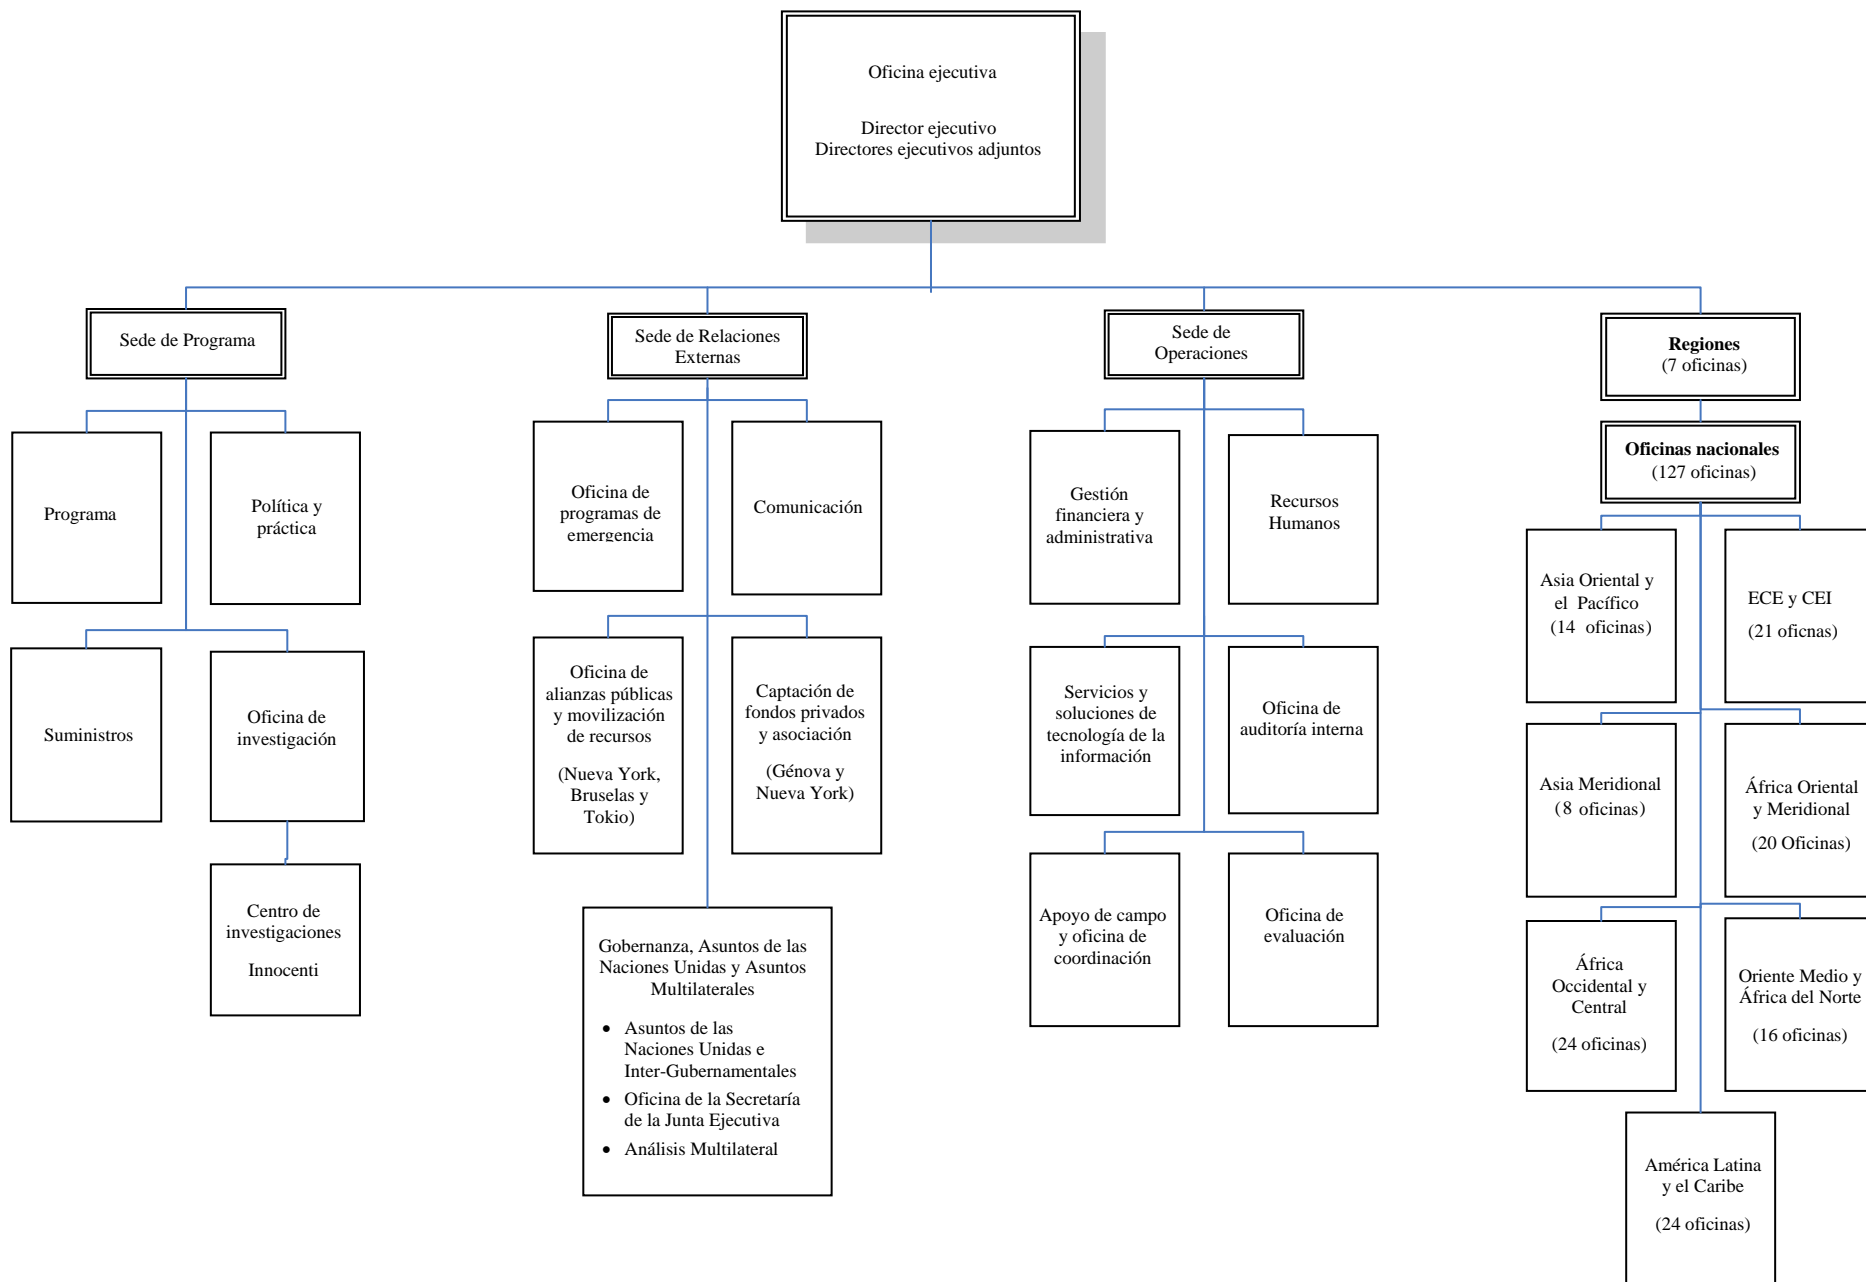 Oficina ejecutiva
Director ejecutivo
Directores ejecutivos adjuntos
Sede de Programa
Programa
Política y
práctica
Suministros
Oficina de
investigación
Centro de
investigaciones
Innocenti
Sede de Relaciones
Externas
Oficina de
programas de
emergencia
Comunicación
Oficina de
alianzas públicas
y movilización
de recursos
(Nueva York,
Bruselas y
Tokio)
Captación de
fondos privados
y asociación
(Génova y
Nueva York)
Gobernanza, Asuntos de las
Naciones Unidas y Asuntos
Multilaterales
• Asuntos de las
Naciones Unidas e
Inter-Gubernamentales
• Oficina de la Secretaría
de la Junta Ejecutiva
• Análisis Multilateral
Sede de
Operaciones
Gestión
financiera y
administrativa
Recursos
Humanos
Servicios y
soluciones de
tecnología de la
información
Oficina de
auditoría interna
Apoyo de campo
y oficina de
coordinación
Oficina de
evaluación
Regiones
(7 oficinas)
Oficinas nacionales
(127 oficinas)
Asia Oriental y
el Pacífico
(14 oficinas)
ECE y CEI
(21 oficnas)
Asia Meridional
(8 oficinas)
África Oriental
y Meridional
(20 Oficinas)
África
Occidental y
Central
(24 oficinas)
Oriente Medio y
África del Norte
(16 oficinas)
América Latina
y el Caribe
(24 oficinas)